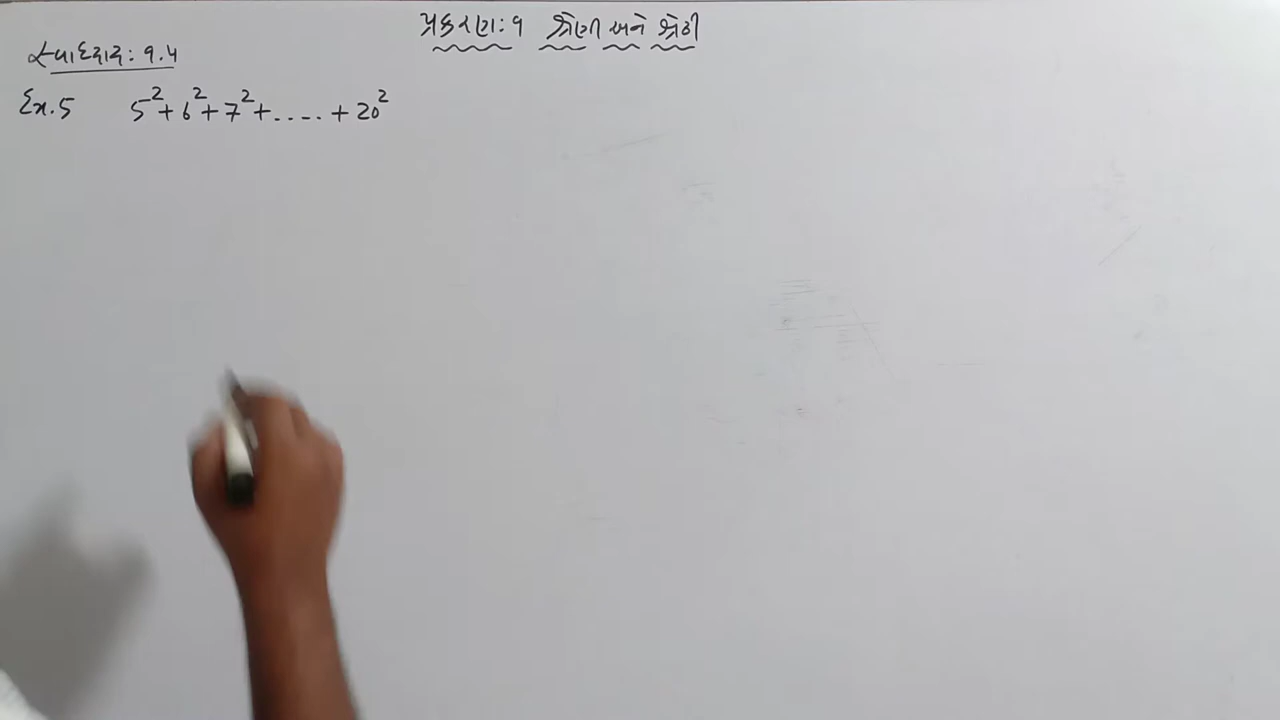 પ્રકરણ: 9 શ્રેણી અને શ્રેઢી
સ્વાધ્યાય: 9.4
Ex.5 5² + 6² + 7² + ..... + 20²